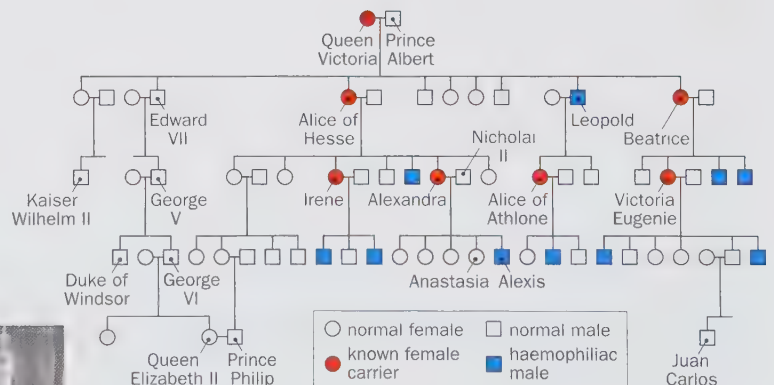 Queen Prince
Victoria Albert
Edward
VII
Alice of
Hesse
Leopold
Beatrice
Nicholai
II
Kaiser
Wilhelm II
George
V
Irene
Alexandra
Alice of
Athlone
Victoria
Eugenie
Duke of
Windsor
George
VI
Anastasia Alexis
Queen
Elizabeth II
Prince
Philip
normal female
normal male
known female
carrier
haemophiliac
male
Juan
Carlos